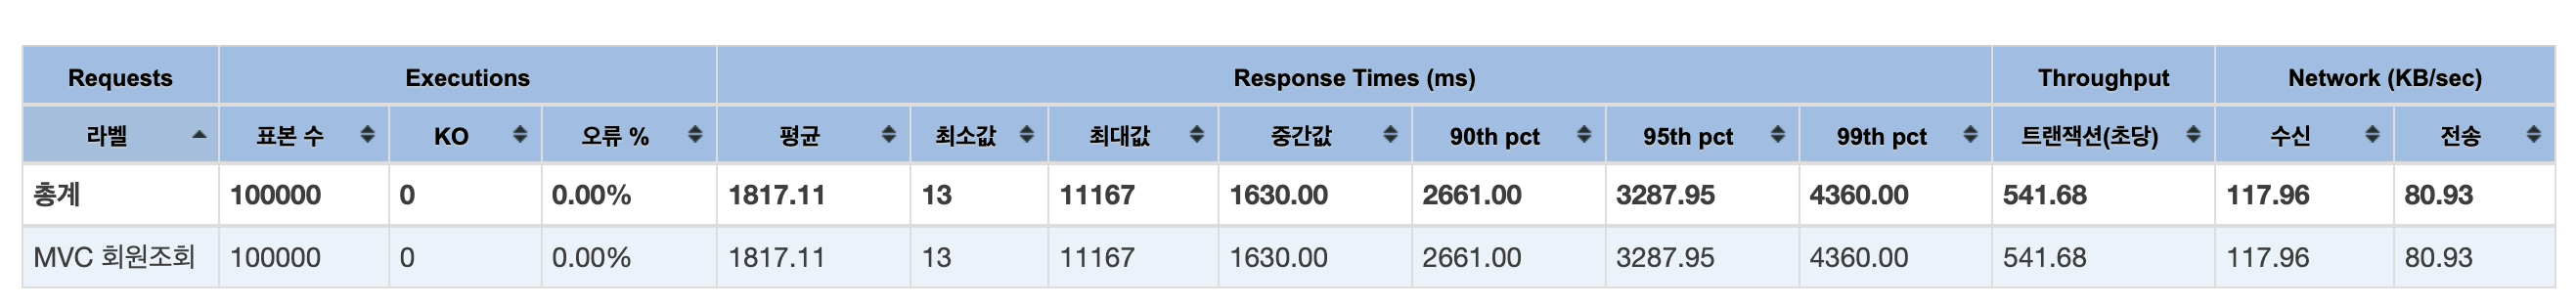 Requests Executions Response Times (ms) Throughput Network (KB/sec)
라벨 표본 수 KO 오류 % 평균 최소값 최대값 중간값 90th pct 95th pct 99th pct 트랜잭션(초당) 수신 전송
총계 100000 0 0.00% 1817.11 13 11167 1630.00 2661.00 3287.95 4360.00 541.68 117.96 80.93
MVC 회원조회 100000 0 0.00% 1817.11 13 11167 1630.00 2661.00 3287.95 4360.00 541.68 117.96 80.93